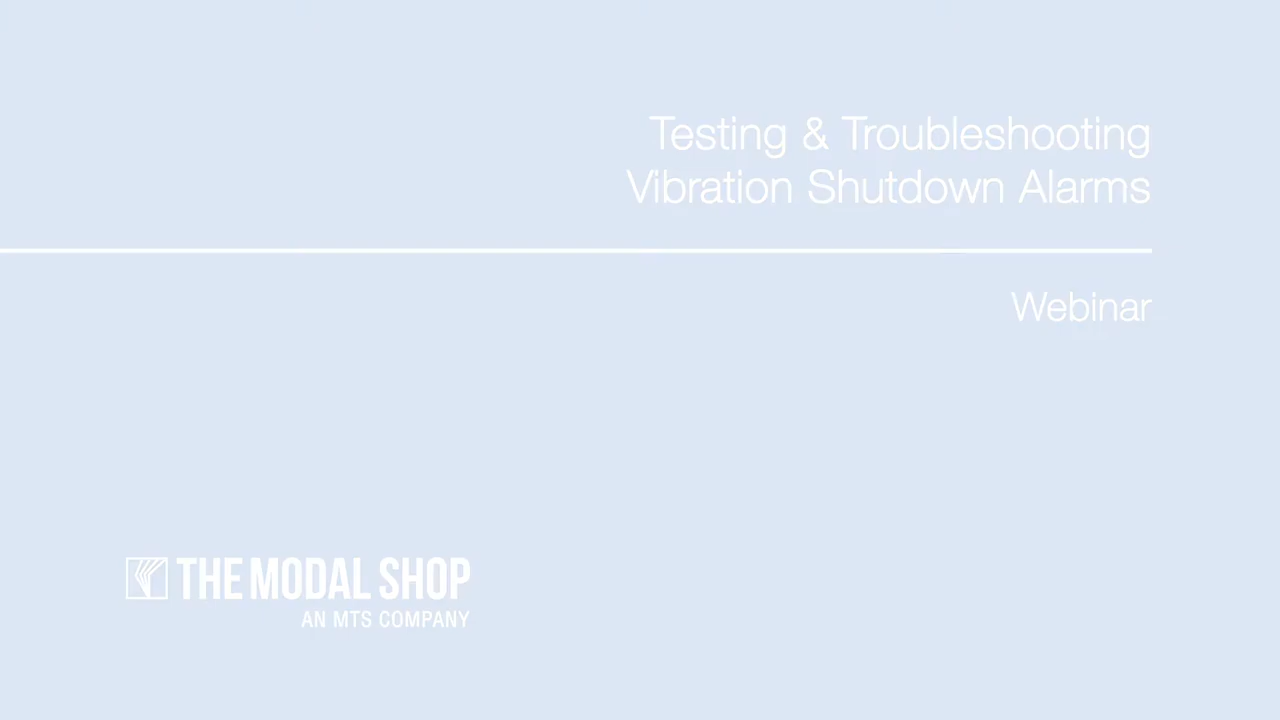 Testing & Troubleshooting
Vibration Shutdown Alarms
Webinar
THE MODAL SHOP
AN MTS COMPANY